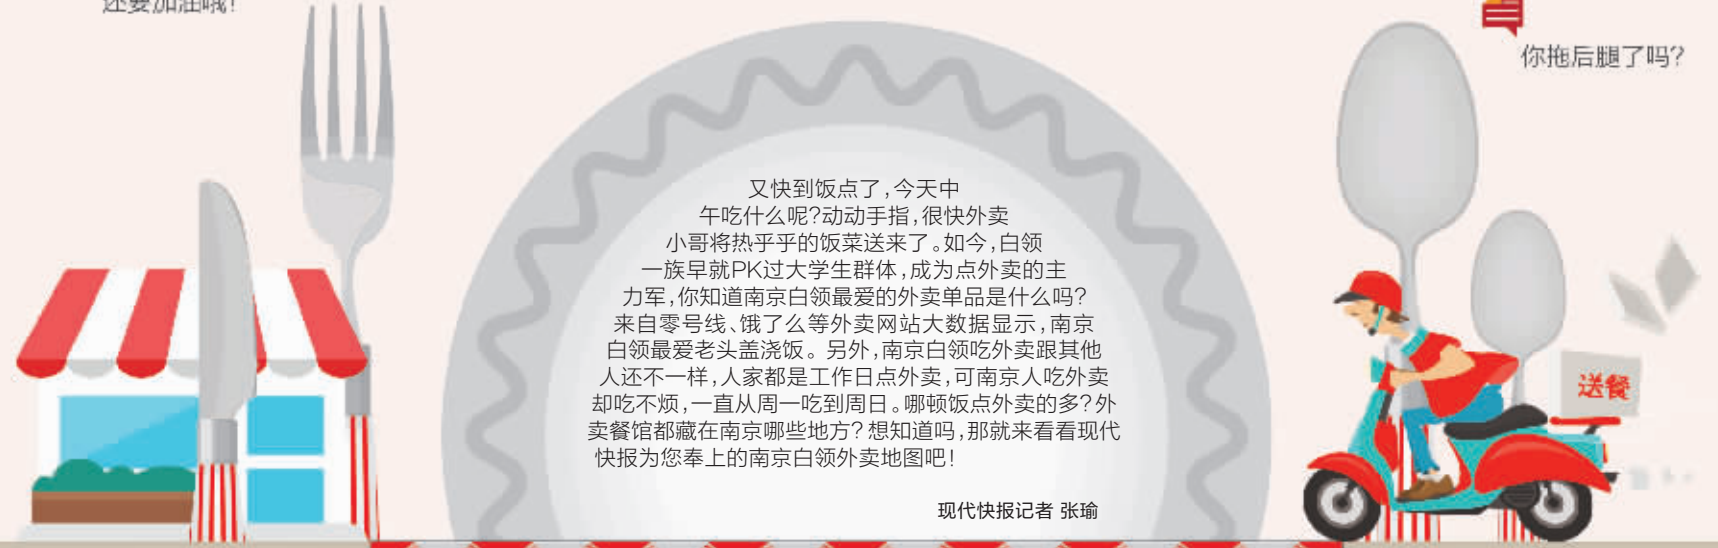 还要加油哦!
你拖后腿了吗?
又快到饭点了,今天中
午吃什么呢?动动手指,很快外卖
小哥将热乎乎的饭菜送来了。如今,白领
一族早就PK过大学生群体,成为点外卖的主
力军,你知道南京白领最爱的外卖单品是什么吗?
来自零号线、饿了么等外卖网站大数据显示,南京
白领最爱老头盖浇饭。另外,南京白领吃外卖跟其他
人还不一样,人家都是工作日点外卖,可南京人吃外卖
却吃不烦,一直从周一吃到周日。哪顿饭点外卖的多?外
卖餐馆都藏在南京哪些地方?想知道吗,那就来看看现代
快报为您奉上的南京白领外卖地图吧!
现代快报记者 张瑜
送餐